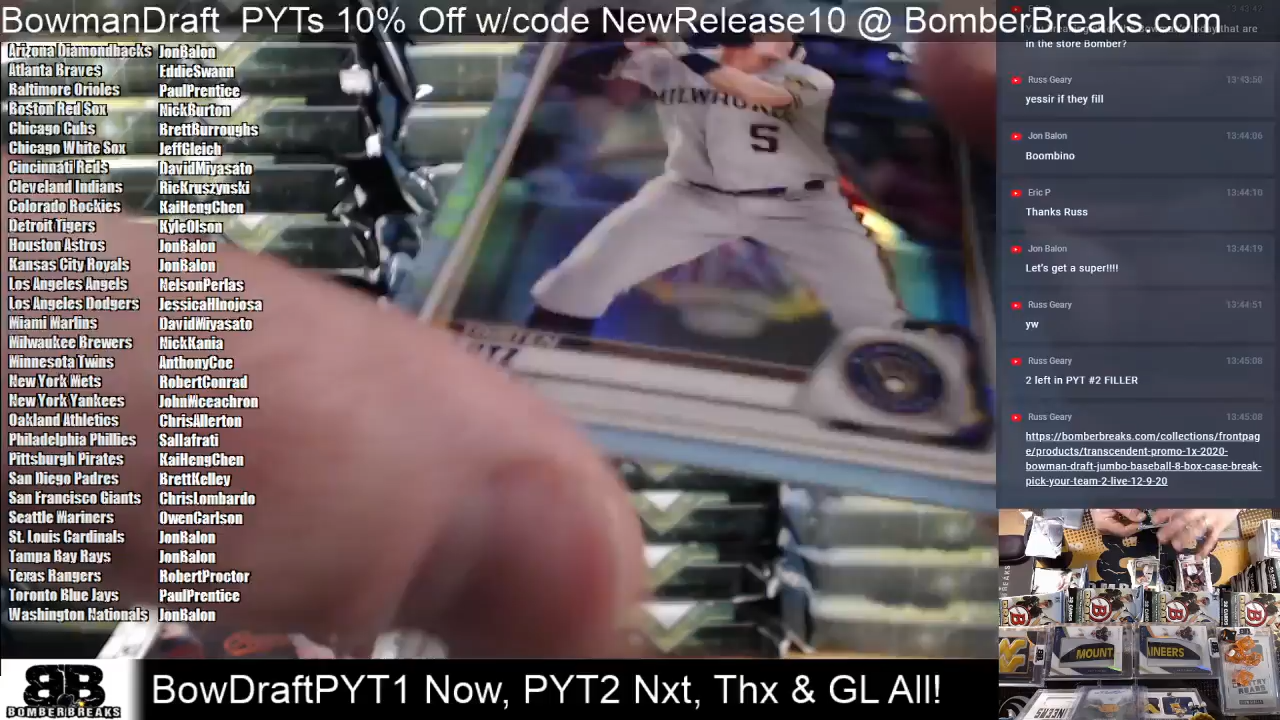 BowmanDraft PYTs 10% Off w/code NewRelease10 @ BomberBreaks.com
Arizona Diamondbacks JonBalon
Atlanta Braves EddieSwann
Baltimore Orioles PaulPrentice
Boston Red Sox NickBurton
Chicago Cubs BrettBurroughs
Chicago White Sox JeffGleich
Cincinnati Reds DavidMiyasato
Cleveland Indians RicKruszynski
Colorado Rockies KaiHengChen
Detroit Tigers KyleOlson
Houston Astros JonBalon
Kansas City Royals JonBalon
Los Angeles Angels NelsonPerlas
Los Angeles Dodgers JessicaHInojosa
Miami Marlins DavidMiyasato
Milwaukee Brewers NickKania
Minnesota Twins AnthonyCoe
New York Mets RobertConrad
New York Yankees JohnMceachron
Oakland Athletics ChrisAllerton
Philadelphia Phillies Sallafrati
Pittsburgh Pirates KaiHengChen
San Diego Padres BrettKelley
San Francisco Giants ChrisLombardo
Seattle Mariners OwenCarlson
St. Louis Cardinals JonBalon
Tampa Bay Rays JonBalon
Texas Rangers RobertProctor
Toronto Blue Jays PaulPrentice
Washington Nationals JonBalon
5
in the store Bomber?
Russ Geary 13:43:50
yessir if they fill
Jon Balon 13:44:06
Boombino
Eric P 13:44:10
Thanks Russ
Jon Balon 13:44:19
Let's get a super!!!!
Russ Geary 13:44:51
yw
Russ Geary 13:45:08
2 left in PYT #2 FILLER
Russ Geary 13:45:08
https://bomberbreaks.com/collections/frontpag
e/products/transcendent-promo-1x-2020-
bowman-draft-jumbo-baseball-8-box-case-break-
pick-your-team-2-live-12-9-20
MOUNT AINEERS
BB
BOMBERBREAKS
BowDraftPYT1 Now, PYT2 Nxt, Thx & GL All!